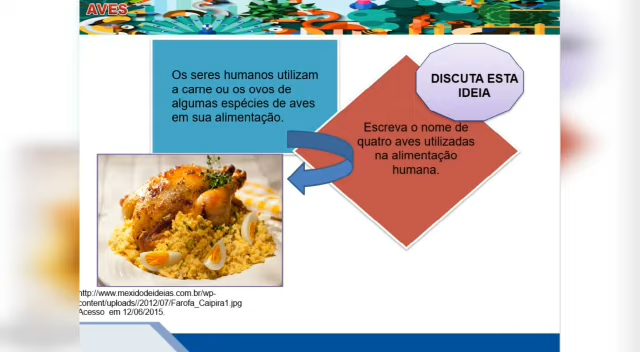 AVES
Os seres humanos utilizam
a carne ou os ovos de
algumas espécies de aves
em sua alimentação.
DISCUTA ESTA
IDEIA
Escreva o nome de
quatro aves utilizadas
na alimentação
humana.
http://www.mexidodeideias.com.br/wp-
content/uploads//2012/07/Farofa_Caipira1.jpg
Acesso em 12/06/2015.